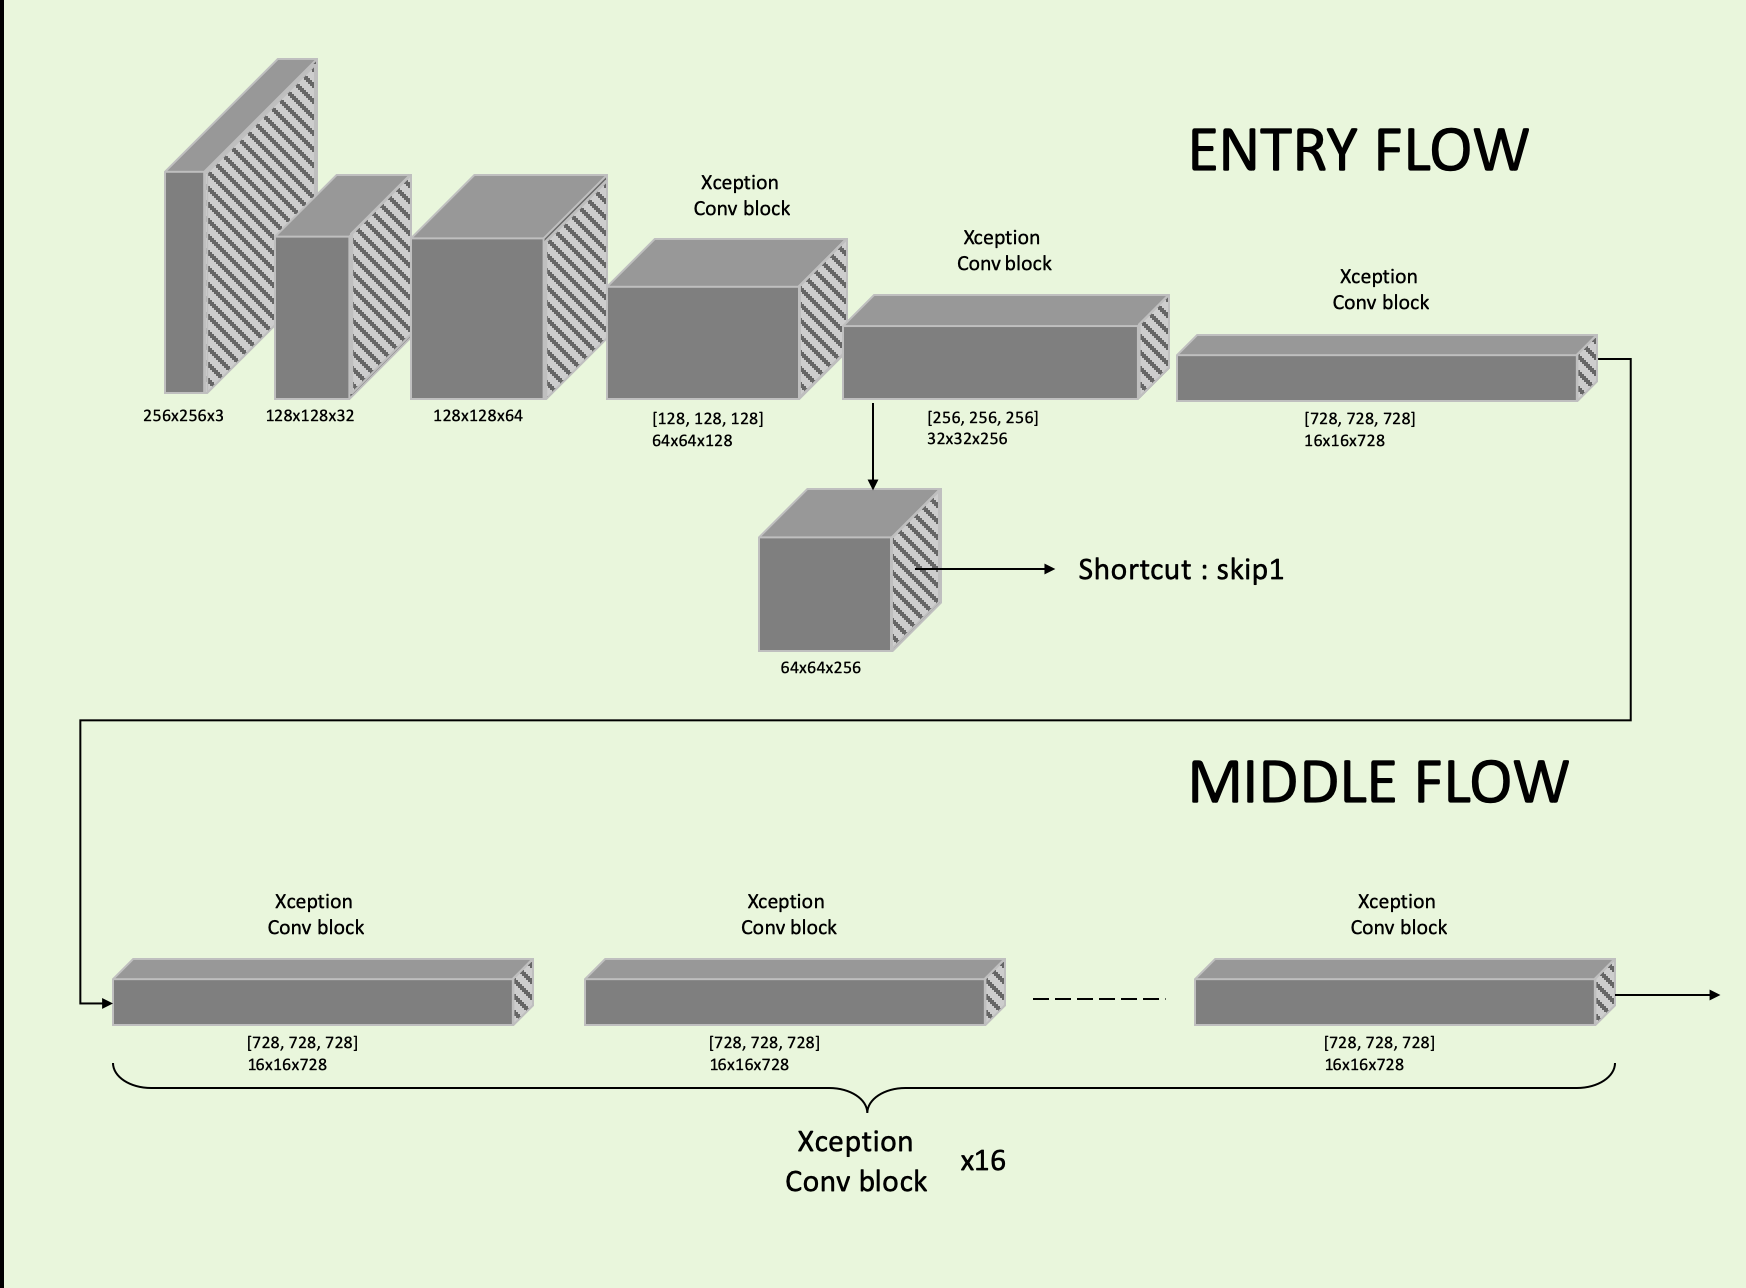 ENTRY FLOW
Xception
Conv block
Xception
Conv block
Xception
Conv block
256x256x3
128x128x32
128x128x64
[128, 128, 128]
64x64x128
[256, 256, 256]
32x32x256
[728, 728, 728]
16x16x728
Shortcut : skip1
64x64x256
MIDDLE FLOW
Xception
Conv block
Xception
Conv block
Xception
Conv block
[728, 728, 728]
16x16x728
[728, 728, 728]
16x16x728
[728, 728, 728]
16x16x728
Xception
Conv block
x16